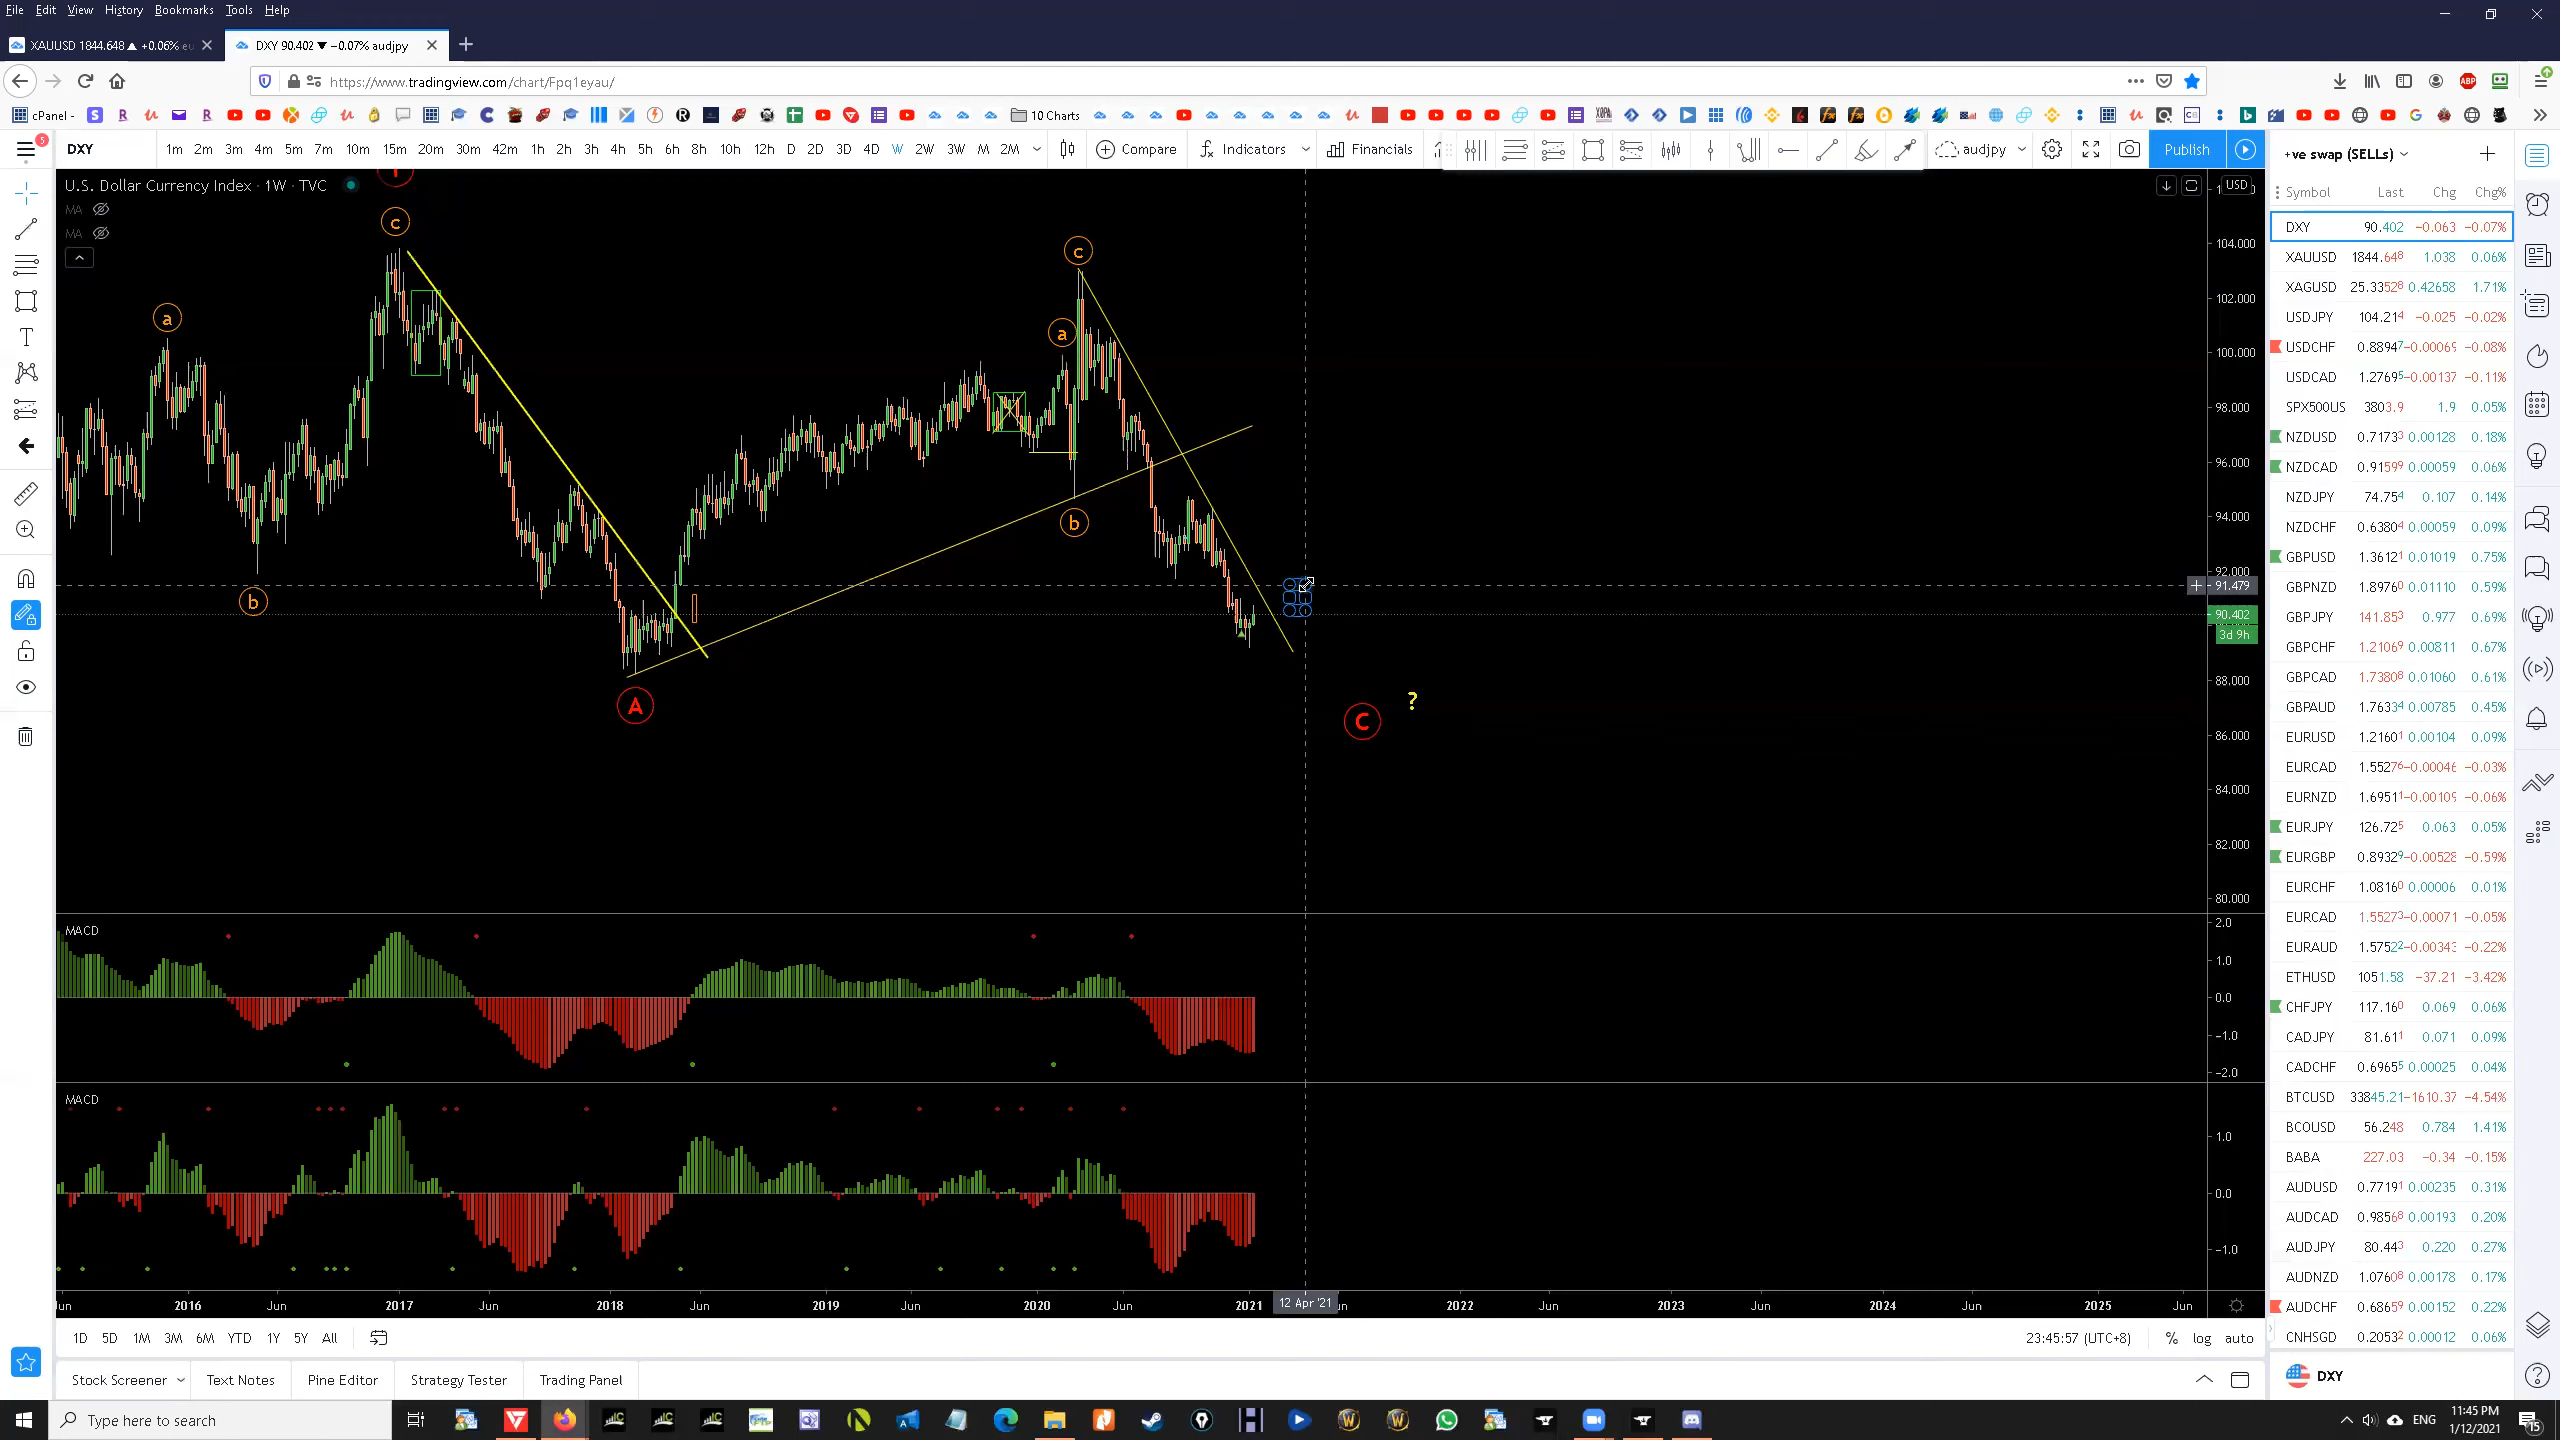 File Edit View History Bookmarks Tools Help
XAUUSD 1844.648 ▲ +0.06% eu
DXY 90.402 ▼ −0.07% audjpy
https://www.tradingview.com/chart/Fpq1eyau/
cPanel -
10 Charts
DXY 1m 2m 3m 4m 5m 7m 10m 15m 20m 30m 42m 1h 2h 3h 4h 5h 6h 8h 10h 12h D 2D 3D 4D W 2W 3W M 2M Compare Indicators Financials audjpy Publish
U.S. Dollar Currency Index · 1W · TVC
MA
MA
USD
104.000
102.000
100.000
98.000
96.000
94.000
92.000
91.479
90.402
3d 9h
88.000
86.000
84.000
82.000
80.000
a
b
c
A
a
b
c
C
?
MACD
2.0
1.0
0.0
−1.0
−2.0
MACD
1.0
0.0
−1.0
2016 Jun 2017 Jun 2018 Jun 2019 Jun 2020 Jun 2021 12 Apr '21 2022 Jun 2023 Jun 2024 Jun 2025 Jun
1D 5D 1M 3M 6M YTD 1Y 5Y All
23:45:57 (UTC+8) % log auto
Stock Screener Text Notes Pine Editor Strategy Tester Trading Panel
+ve swap (SELLs)
Symbol Last Chg Chg%
DXY 90.402 −0.063 −0.07%
XAUUSD 1844.648 1.038 0.06%
XAGUSD 25.33528 0.42658 1.71%
USDJPY 104.214 −0.025 −0.02%
USDCHF 0.88947 −0.00069 −0.08%
USDCAD 1.27695 −0.00137 −0.11%
SPX500US 3803.9 1.9 0.05%
NZDUSD 0.71733 0.00128 0.18%
NZDCAD 0.91599 0.00059 0.06%
NZDJPY 74.754 0.107 0.14%
NZDCHF 0.63804 0.00059 0.09%
GBPUSD 1.36121 0.01019 0.75%
GBPNZD 1.89760 0.01110 0.59%
GBPJPY 141.853 0.977 0.69%
GBPCHF 1.21069 0.00811 0.67%
GBPCAD 1.73808 0.01060 0.61%
GBPAUD 1.76334 0.00785 0.45%
EURUSD 1.21601 0.00104 0.09%
EURCAD 1.55276 −0.00046 −0.03%
EURNZD 1.69511 −0.00109 −0.06%
EURJPY 126.725 0.063 0.05%
EURGBP 0.89329 −0.00528 −0.59%
EURCHF 1.08160 0.00006 0.01%
EURCAD 1.55273 −0.00071 −0.05%
EURAUD 1.57522 −0.00343 −0.22%
ETHUSD 1051.58 −37.21 −3.42%
CHFJPY 117.160 0.069 0.06%
CADJPY 81.611 0.071 0.09%
CADCHF 0.69655 0.00025 0.04%
BTCUSD 33845.21 −1610.37 −4.54%
BCOUSD 56.248 0.784 1.41%
BABA 227.03 −0.34 −0.15%
AUDUSD 0.77191 0.00235 0.31%
AUDCAD 0.98568 0.00193 0.20%
AUDJPY 80.443 0.220 0.27%
AUDNZD 1.07608 0.00178 0.17%
AUDCHF 0.68659 0.00152 0.22%
CNHSGD 0.20532 0.00012 0.06%
DXY
Type here to search
ENG
11:45 PM
1/12/2021
15